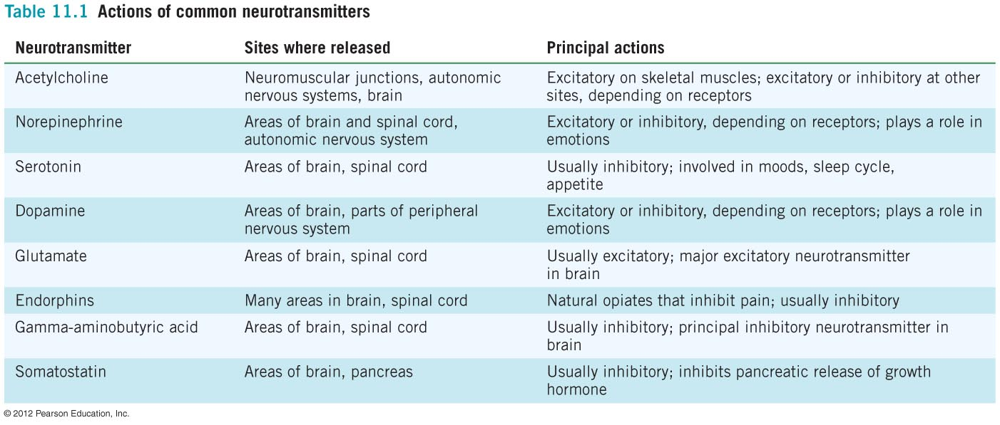 Table 11.1 Actions of common neurotransmitters
Neurotransmitter Sites where released Principal actions
Acetylcholine Neuromuscular junctions, autonomic Excitatory on skeletal muscles; excitatory or inhibitory at other
nervous systems, brain sites, depending on receptors
Norepinephrine Areas of brain and spinal cord, Excitatory or inhibitory, depending on receptors; plays a role in
autonomic nervous system emotions
Serotonin Areas of brain, spinal cord Usually inhibitory; involved in moods, sleep cycle,
appetite
Dopamine Areas of brain, parts of peripheral Excitatory or inhibitory, depending on receptors; plays a role in
nervous system emotions
Glutamate Areas of brain, spinal cord Usually excitatory; major excitatory neurotransmitter
in brain
Endorphins Many areas in brain, spinal cord Natural opiates that inhibit pain; usually inhibitory
Gamma-aminobutyric acid Areas of brain, spinal cord Usually inhibitory; principal inhibitory neurotransmitter in
brain
Somatostatin Areas of brain, pancreas Usually inhibitory; inhibits pancreatic release of growth
hormone
© 2012 Pearson Education, Inc.